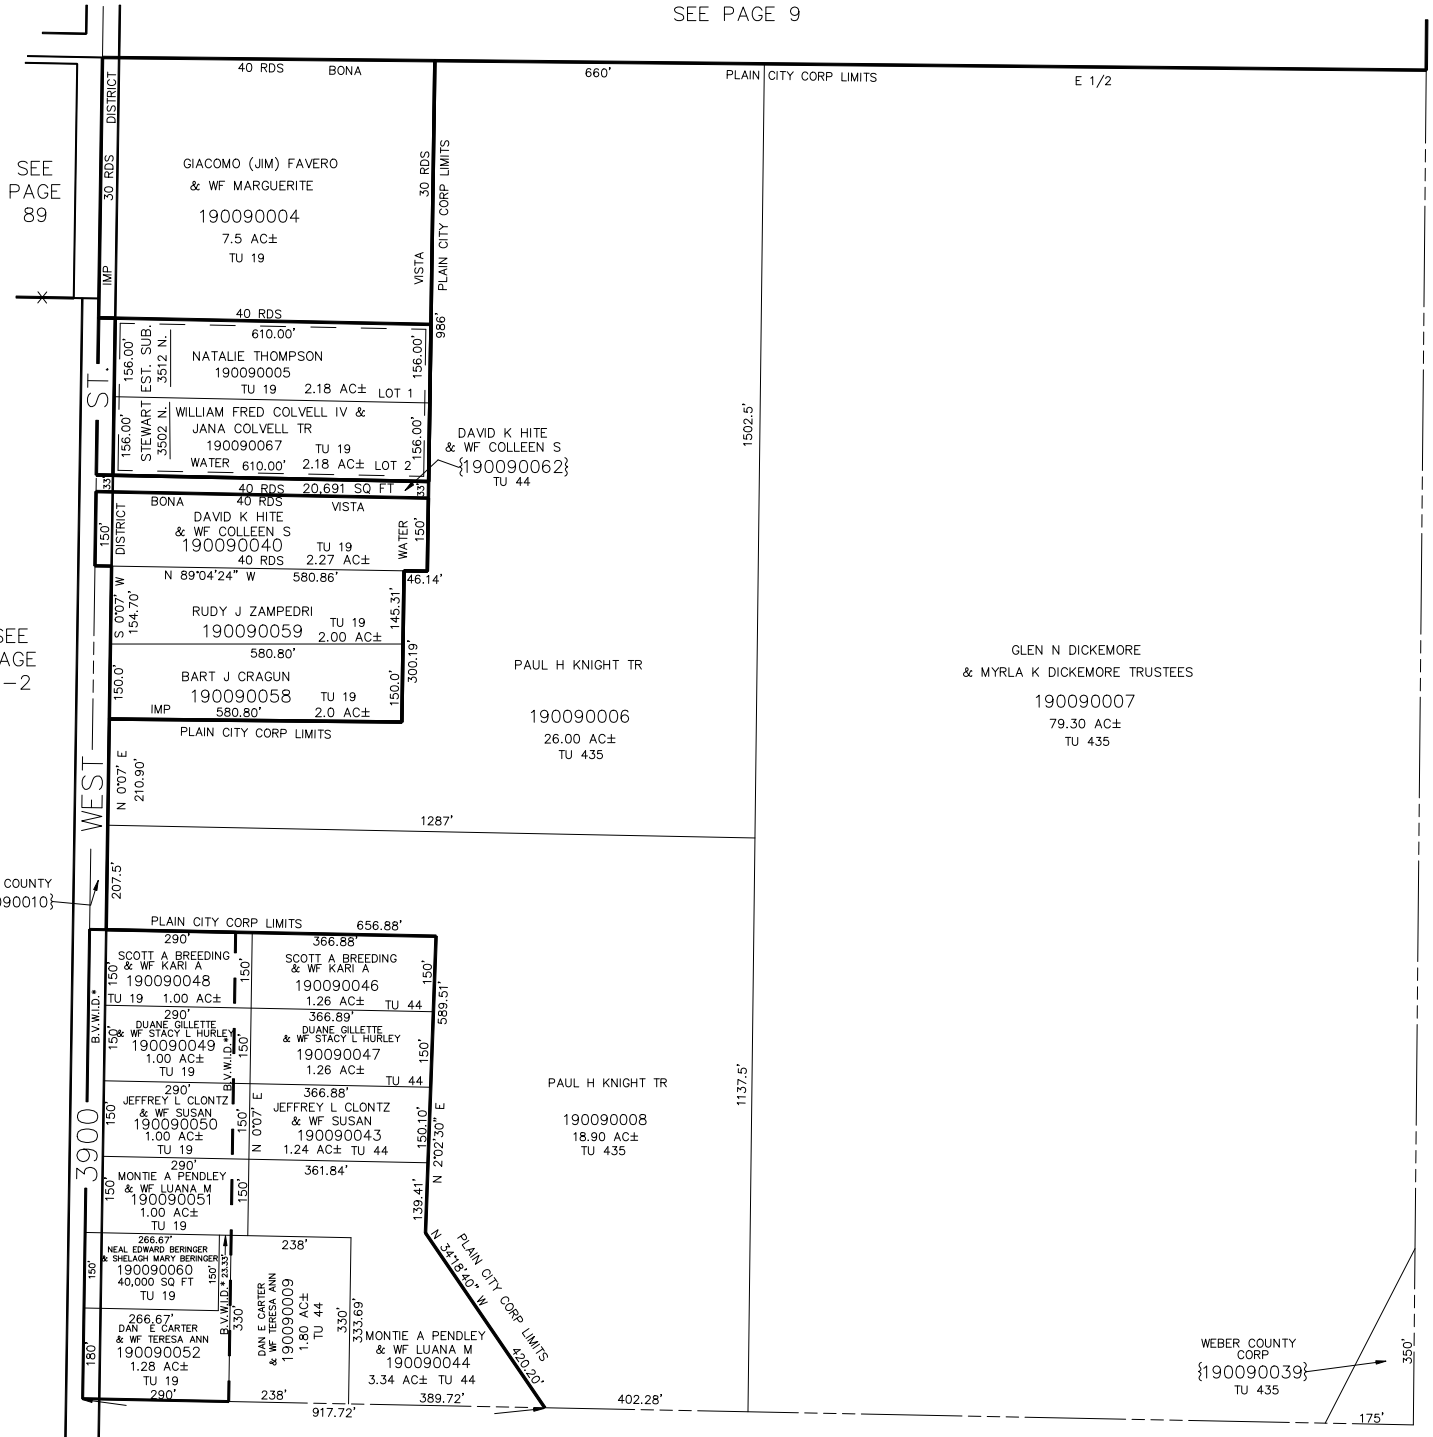 SEE PAGE 9
40 RDS
BONA
660'
PLAIN CITY CORP LIMITS
E 1/2
DISTRICT
30 RDS
IMP
SEE
PAGE
89
GIACOMO (JIM) FAVERO
& WF MARGUERITE
190090004
7.5 AC±
TU 19
30 RDS
VISTA
PLAIN CITY CORP LIMITS
986'
40 RDS
610.00'
156.00'
STEWART EST. SUB.
3512 N.
NATALIE THOMPSON
190090005
TU 19
2.18 AC±
LOT 1
156.00'
156.00'
3502 N.
WILLIAM FRED COLVELL IV &
JANA COLVELL TR
190090067
TU 19
WATER
610.00'
2.18 AC±
LOT 2
156.00'
DAVID K HITE
& WF COLLEEN S
{190090062}
TU 44
33'
40 RDS
20,691 SQ FT
33'
BONA
40 RDS
VISTA
150'
DISTRICT
DAVID K HITE
& WF COLLEEN S
190090040
TU 19
40 RDS
2.27 AC±
WATER
150'
N 89°04'24" W
580.86'
46.14'
S 0°07' W
154.70'
RUDY J ZAMPEDRI
190090059
TU 19
2.00 AC±
145.31'
300.19'
580.80'
150.0'
BART J CRAGUN
190090058
TU 19
IMP
580.80'
2.0 AC±
150.0'
PLAIN CITY CORP LIMITS
SEE
AGE
-2
N 0°07' E
210.90'
PAUL H KNIGHT TR
190090006
26.00 AC±
TU 435
1502.5'
GLEN N DICKEMORE
& MYRLA K DICKEMORE TRUSTEES
190090007
79.30 AC±
TU 435
1287'
3900 WEST ST.
207.5'
COUNTY
090010}
PLAIN CITY CORP LIMITS
656.88'
290'
SCOTT A BREEDING
& WF KARI A
190090048
TU 19
1.00 AC±
150'
150'
366.88'
SCOTT A BREEDING
& WF KARI A
190090046
1.26 AC±
TU 44
150'
589.51'
B.V.W.I.D.*
290'
DUANE GILLETTE
& WF STACY L HURLEY
190090049
1.00 AC±
TU 19
150'
150'
B.V.W.I.D.*
366.89'
DUANE GILLETTE
& WF STACY L HURLEY
190090047
1.26 AC±
TU 44
150'
290'
JEFFREY L CLONTZ
& WF SUSAN
190090050
1.00 AC±
TU 19
150'
150'
N 0°07' E
366.88'
JEFFREY L CLONTZ
& WF SUSAN
190090043
1.24 AC±
TU 44
150.10'
N 2°02'30" E
290'
MONTIE A PENDLEY
& WF LUANA M
190090051
1.00 AC±
TU 19
150'
150'
361.84'
139.41'
PAUL H KNIGHT TR
190090008
18.90 AC±
TU 435
1137.5'
266.67'
NEAL EDWARD BERINGER
& SHELAGH MARY BERINGER
190090060
40,000 SQ FT
TU 19
150'
150'
23.33'
B.V.W.I.D.*
266.67'
DAN E CARTER
& WF TERESA ANN
190090052
1.28 AC±
TU 19
290'
180'
330'
238'
DAN E CARTER
& WF TERESA ANN
190090009
1.80 AC±
TU 44
330'
333.69'
238'
MONTIE A PENDLEY
& WF LUANA M
190090044
3.34 AC±
TU 44
389.72'
917.72'
N 34°18'40" W
420.20'
PLAIN CITY CORP LIMITS
402.28'
WEBER COUNTY
CORP
{190090039}
TU 435
350'
175'